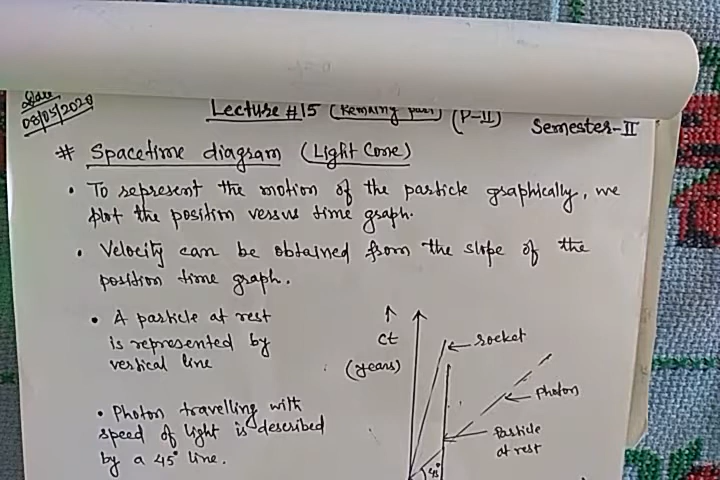 Date
08/05/2020
Lecture #15 (Remaing part) (P-II)
Semester-II
# Spacetime diagram (Light Cone)
• To represent the motion of the particle graphically, we
plot the position versus time graph.
• Velocity can be obtained from the slope of the
position time graph.
• A particle at rest
is represented by
vertical line
ct
(years)
rocket
Photon
Particle
at rest
45°
• Photon travelling with
speed of light is described
by a 45° line.